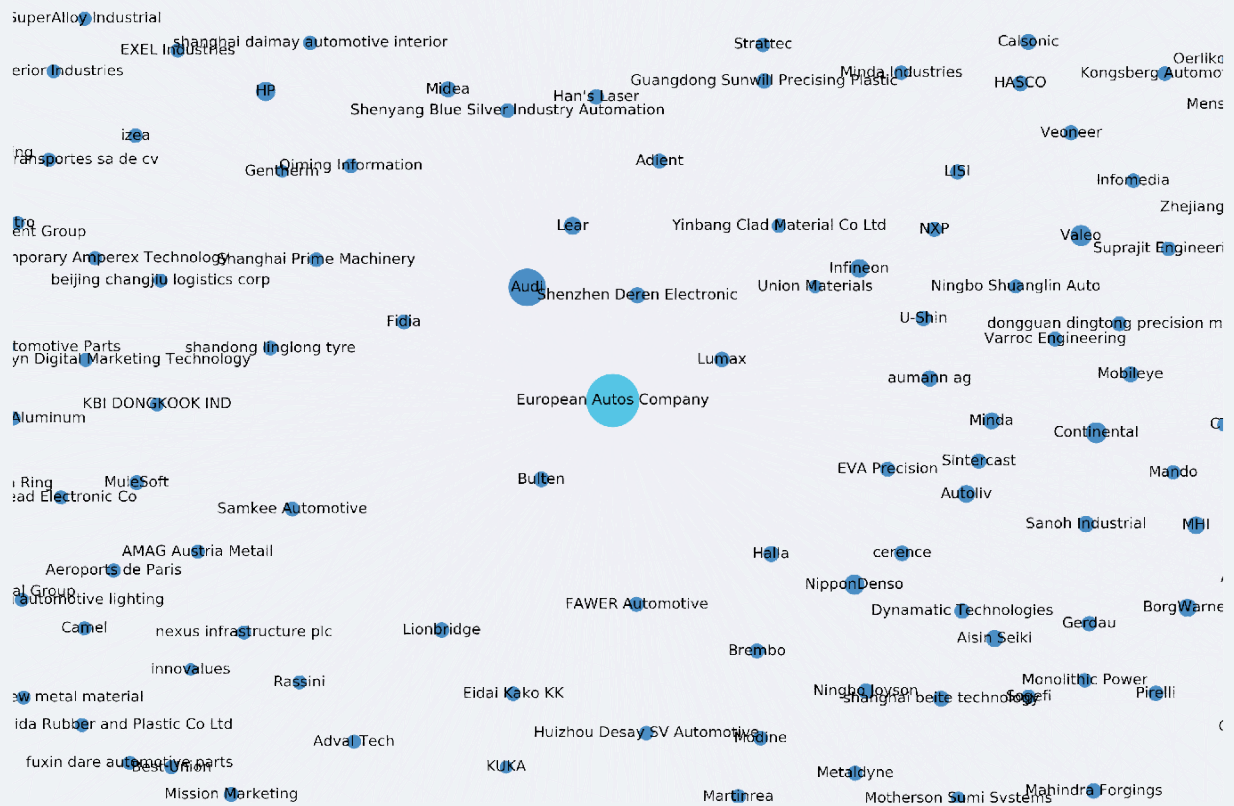 SuperAlloy Industrial
shanghai daimay automotive interior
EXEL Industries
Strattec
Calsonic
Oerliko
erior Industries
HP
Midea
Han's Laser
Guangdong Sunwill Precising Plastic
Minda Industries
HASCO
Kongsberg Automo
Mens
Shenyang Blue Silver Industry Automation
izea
Veoneer
ing
ransportes sa de cv
Gentherm
Qiming Information
Adient
LISI
Infomedia
Zhejiang
tro
ent Group
Lear
Yinbang Clad Material Co Ltd
NXP
Valeo
Suprajit Engineeri
nporary Amperex Technology
Shanghai Prime Machinery
beijing changjiu logistics corp
Audi
Shenzhen Deren Electronic
Infineon
Union Materials
Ningbo Shuanglin Auto
Fidia
U-Shin
dongguan dingtong precision m
Varroc Engineering
tomotive Parts
shandong linglong tyre
yn Digital Marketing Technology
Lumax
aumann ag
Mobileye
KBI DONGKOOK IND
European Autos Company
Aluminum
Minda
Continental
Bulten
EVA Precision
Sintercast
Mando
Ring
MuleSoft
ead Electronic Co
Autoliv
Samkee Automotive
Sanoh Industrial
MHI
AMAG Austria Metall
Halla
cerence
Aeroports de Paris
NipponDenso
al Group
automotive lighting
FAWER Automotive
Dynamatic Technologies
BorgWarne
Camel
nexus infrastructure plc
Lionbridge
Aisin Seiki
Gerdau
Brembo
innovalues
Rassini
Eidai Kako KK
Ningbo Joyson
shanghai beite technology
Sogefi
Monolithic Power
Pirelli
ew metal material
ida Rubber and Plastic Co Ltd
Adval Tech
Huizhou Desay SV Automotive
Modine
fuxin dare automotive parts
Best Union
KUKA
Metaldyne
Mission Marketing
Martinrea
Motherson Sumi Systems
Mahindra Forgings